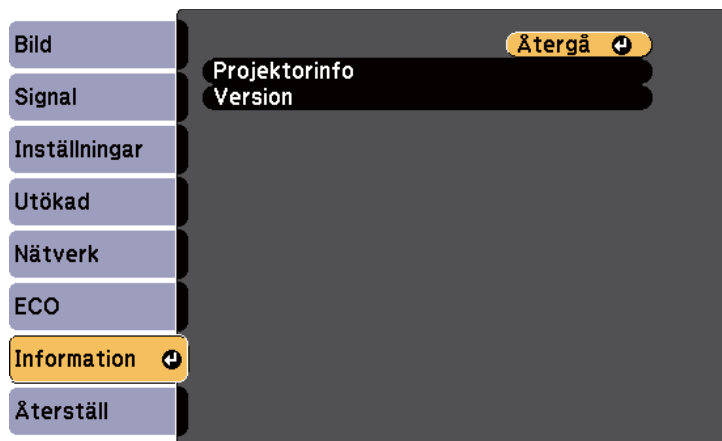 Bild
Signal
Inställningar
Utökad
Nätverk
ECO
Information
Återställ
Återgå
Projektorinfo
Version